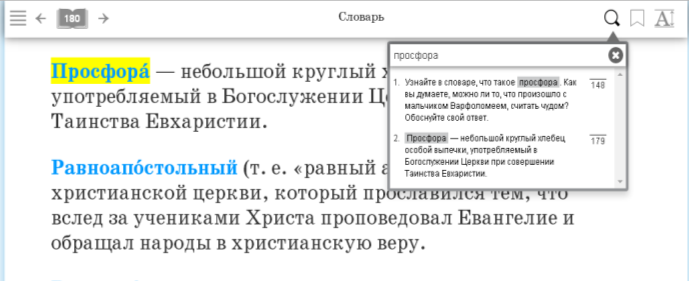 180
Словарь
просфора
Просфора́ — небольшой круглый х
употребляемый в Богослужении Це
Таинства Евхаристии.
1. Узнайте в словаре, что такое просфора. Как
вы думаете, можно ли то, что произошло с
мальчиком Варфоломеем, считать чудом?
Обоснуйте свой ответ.
148
2. Просфора — небольшой круглый хлебец
особой выпечки, употребляемый в
Богослужении Церкви при совершении
Таинства Евхаристии.
179
Равноапо́стольный (т. е. «равный а
христианской церкви, который прославился тем, что
вслед за учениками Христа проповедовал Евангелие и
обращал народы в христианскую веру.